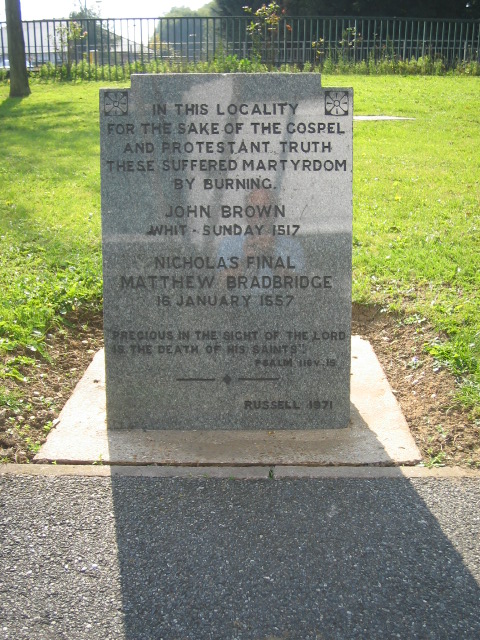 IN THIS LOCALITY
FOR THE SAKE OF THE GOSPEL
AND PROTESTANT TRUTH
THESE SUFFERED MARTYRDOM
BY BURNING.
JOHN BROWN
WHIT - SUNDAY 1517
NICHOLAS FINAL
MATTHEW BRADBRIDGE
16 JANUARY 1557
"PRECIOUS IN THE SIGHT OF THE LORD
IS THE DEATH OF HIS SAINTS".
PSALM 116 v. 15
RUSSELL 1971